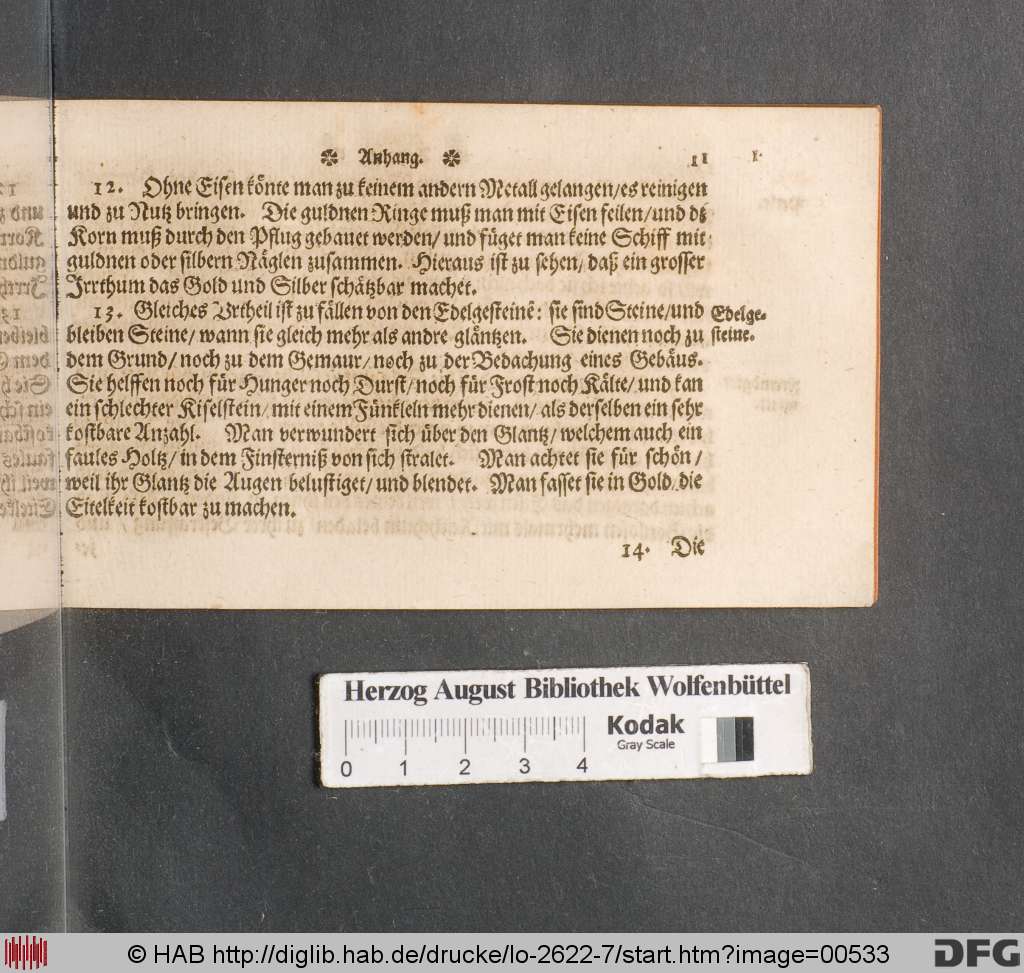 ❉ Anhang. ❉ 11
12. Ohne Eisen könte man zu keinem andern Metall gelangen/es reinigen
und zu Nutz bringen. Die guldnen Ringe muß man mit Eisen feilen/und dz
Korn muß durch den Pflug gebauet werden/ und füget man keine Schiff mit
guldnen oder silbern Näglen zusammen. Hieraus ist zu sehen/ daß ein grosser
Irrthum das Gold und Silber schätzbar machet.
13. Gleiches Urtheil ist zu fällen von den Edelgesteinē: sie sind Steine/und
bleiben Steine/ wann sie gleich mehr als andre gläntzen. Sie dienen noch zu
Edelge-
steine.
dem Grund/ noch zu dem Gemaur/ noch zu der Bedachung eines Gebäus.
Sie helffen noch für Hunger noch Durst/ noch für Frost noch Kälte/ und kan
ein schlechter Kiselstein/ mit einem Fünkleln mehr dienen/ als derselben ein sehr
kostbare Anzahl. Man verwundert sich über den Glantz/ welchem auch ein
faules Holtz/ in dem Finsterniß von sich stralet. Man achtet sie für schön/
weil ihr Glantz die Augen belustiget/ und blendet. Man fasset sie in Gold/ die
Eitelkeit kostbar zu machen.
14. Die
Herzog August Bibliothek Wolfenbüttel
0 1 2 3 4
Kodak
Gray Scale
© HAB http://diglib.hab.de/drucke/lo-2622-7/start.htm?image=00533
DFG